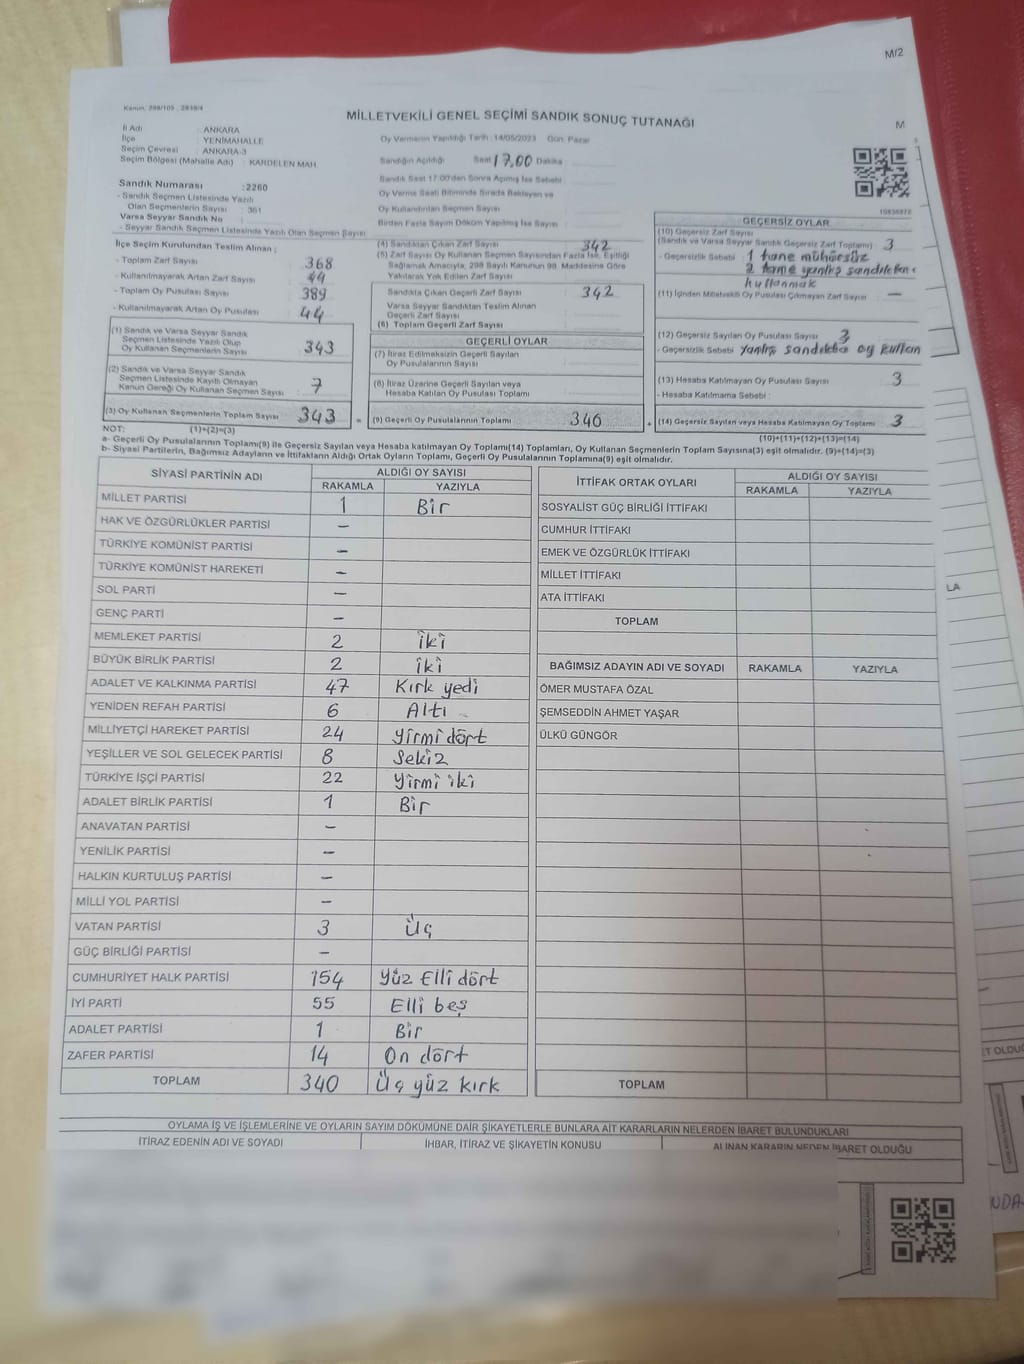 M/2
Kanun: 298/105 , 2839/4
MİLLETVEKİLİ GENEL SEÇİMİ SANDIK SONUÇ TUTANAĞI
M
İl Adı : ANKARA
İlçe : YENİMAHALLE
Seçim Çevresi : ANKARA-3
Seçim Bölgesi (Mahalle Adı) : KARDELEN MAH.
Oy Vermenin Yapıldığı Tarih : 14/05/2023 Gün: Pazar
Sandığın Açıldığı Saat 17.00 Dakika :
Sandık Saat 17:00'den Sonra Açılmış İse Sebebi :
Oy Verme Saati Bitiminde Sırada Bekleyen ve
Oy Kullandırılan Seçmen Sayısı :
Birden Fazla Sayım Döküm Yapılmış İse Sayısı :
Sandık Numarası : 2260
- Sandık Seçmen Listesinde Yazılı
Olan Seçmenlerin Sayısı : 361
Varsa Seyyar Sandık No :
- Seyyar Sandık Seçmen Listesinde Yazılı Olan Seçmen Sayısı
İlçe Seçim Kurulundan Teslim Alınan ;
- Toplam Zarf Sayısı : 368
- Kullanılmayarak Artan Zarf Sayısı : 44
- Toplam Oy Pusulası Sayısı : 389
- Kullanılmayarak Artan Oy Pusulası : 44
(1) Sandık ve Varsa Seyyar Sandık
Seçmen Listesinde Yazılı Olup
Oy Kullanan Seçmenlerin Sayısı : 343
(2) Sandık ve Varsa Seyyar Sandık
Seçmen Listesinde Kayıtlı Olmayan
Kanun Gereği Oy Kullanan Seçmen Sayısı : 7
(3) Oy Kullanan Seçmenlerin Toplam Sayısı : 343 =
(4) Sandıktan Çıkan Zarf Sayısı : 342
(5) Zarf Sayısı Oy Kullanan Seçmen Sayısından Fazla İse, Eşitliği
Sağlamak Amacıyla, 298 Sayılı Kanunun 98. Maddesine Göre
Yakılarak Yok Edilen Zarf Sayısı :
Sandıkta Çıkan Geçerli Zarf Sayısı : 342
Varsa Seyyar Sandıktan Teslim Alınan
Geçerli Zarf Sayısı :
(6) Toplam Geçerli Zarf Sayısı :
GEÇERLİ OYLAR
(7) İtiraz Edilmeksizin Geçerli Sayılan
Oy Pusulalarının Sayısı :
(8) İtiraz Üzerine Geçerli Sayılan veya
Hesaba Katılan Oy Pusulası Toplamı :
(9) Geçerli Oy Pusulalarının Toplamı : 340 +
GEÇERSİZ OYLAR
(10) Geçersiz Zarf Sayısı
(Sandık ve Varsa Seyyar Sandık Geçersiz Zarf Toplamı) : 3
- Geçersizlik Sebebi : 1 tane mühürsüz
2 tane yanlış sandıkta
kullanmak
(11) İçinden Milletvekili Oy Pusulası Çıkmayan Zarf Sayısı : —
(12) Geçersiz Sayılan Oy Pusulası Sayısı : 3
- Geçersizlik Sebebi : yanlış sandıkta oy kullan
(13) Hesaba Katılmayan Oy Pusulası Sayısı : 3
- Hesaba Katılmama Sebebi :
(14) Geçersiz Sayılan veya Hesaba Katılmayan Oy Toplamı : 3
NOT: (1)+(2)=(3) (10)+(11)+(12)+(13)=(14)
a- Geçerli Oy Pusulalarının Toplamı(9) ile Geçersiz Sayılan veya Hesaba katılmayan Oy Toplamı(14) Toplamları, Oy Kullanan Seçmenlerin Toplam Sayısına(3) eşit olmalıdır. (9)+(14)=(3)
b- Siyasi Partilerin, Bağımsız Adayların ve İttifakların Aldığı Ortak Oyların Toplamı, Geçerli Oy Pusulalarının Toplamına(9) eşit olmalıdır.
SİYASİ PARTİNİN ADI ALDIĞI OY SAYISI
RAKAMLA YAZIYLA
MİLLET PARTİSİ 1 Bir
HAK VE ÖZGÜRLÜKLER PARTİSİ —
TÜRKİYE KOMÜNİST PARTİSİ —
TÜRKİYE KOMÜNİST HAREKETİ —
SOL PARTİ —
GENÇ PARTİ —
MEMLEKET PARTİSİ 2 iki
BÜYÜK BİRLİK PARTİSİ 2 iki
ADALET VE KALKINMA PARTİSİ 47 Kırk yedi
YENİDEN REFAH PARTİSİ 6 Altı
MİLLİYETÇİ HAREKET PARTİSİ 24 yirmi dört
YEŞİLLER VE SOL GELECEK PARTİSİ 8 Sekiz
TÜRKİYE İŞÇİ PARTİSİ 22 yirmi iki
ADALET BİRLİK PARTİSİ 1 Bir
ANAVATAN PARTİSİ —
YENİLİK PARTİSİ —
HALKIN KURTULUŞ PARTİSİ —
MİLLİ YOL PARTİSİ —
VATAN PARTİSİ 3 Üç
GÜÇ BİRLİĞİ PARTİSİ —
CUMHURİYET HALK PARTİSİ 154 yüz Elli dört
İYİ PARTİ 55 Elli beş
ADALET PARTİSİ 1 Bir
ZAFER PARTİSİ 14 On dört
TOPLAM 340 Üç yüz kırk
İTTİFAK ORTAK OYLARI ALDIĞI OY SAYISI
RAKAMLA YAZIYLA
SOSYALİST GÜÇ BİRLİĞİ İTTİFAKI
CUMHUR İTTİFAKI
EMEK VE ÖZGÜRLÜK İTTİFAKI
MİLLET İTTİFAKI
ATA İTTİFAKI
TOPLAM
BAĞIMSIZ ADAYIN ADI VE SOYADI RAKAMLA YAZIYLA
ÖMER MUSTAFA ÖZAL
ŞEMSEDDİN AHMET YAŞAR
ÜLKÜ GÜNGÖR
TOPLAM
OYLAMA İŞ VE İŞLEMLERİNE VE OYLARIN SAYIM DÖKÜMÜNE DAİR ŞİKAYETLERLE BUNLARA AİT KARARLARIN NELERDEN İBARET BULUNDUKLARI
İTİRAZ EDENİN ADI VE SOYADI İHBAR, İTİRAZ VE ŞİKAYETİN KONUSU ALINAN KARARIN NEDEN İBARET OLDUĞU
LA
ET OLDUĞU
NDA